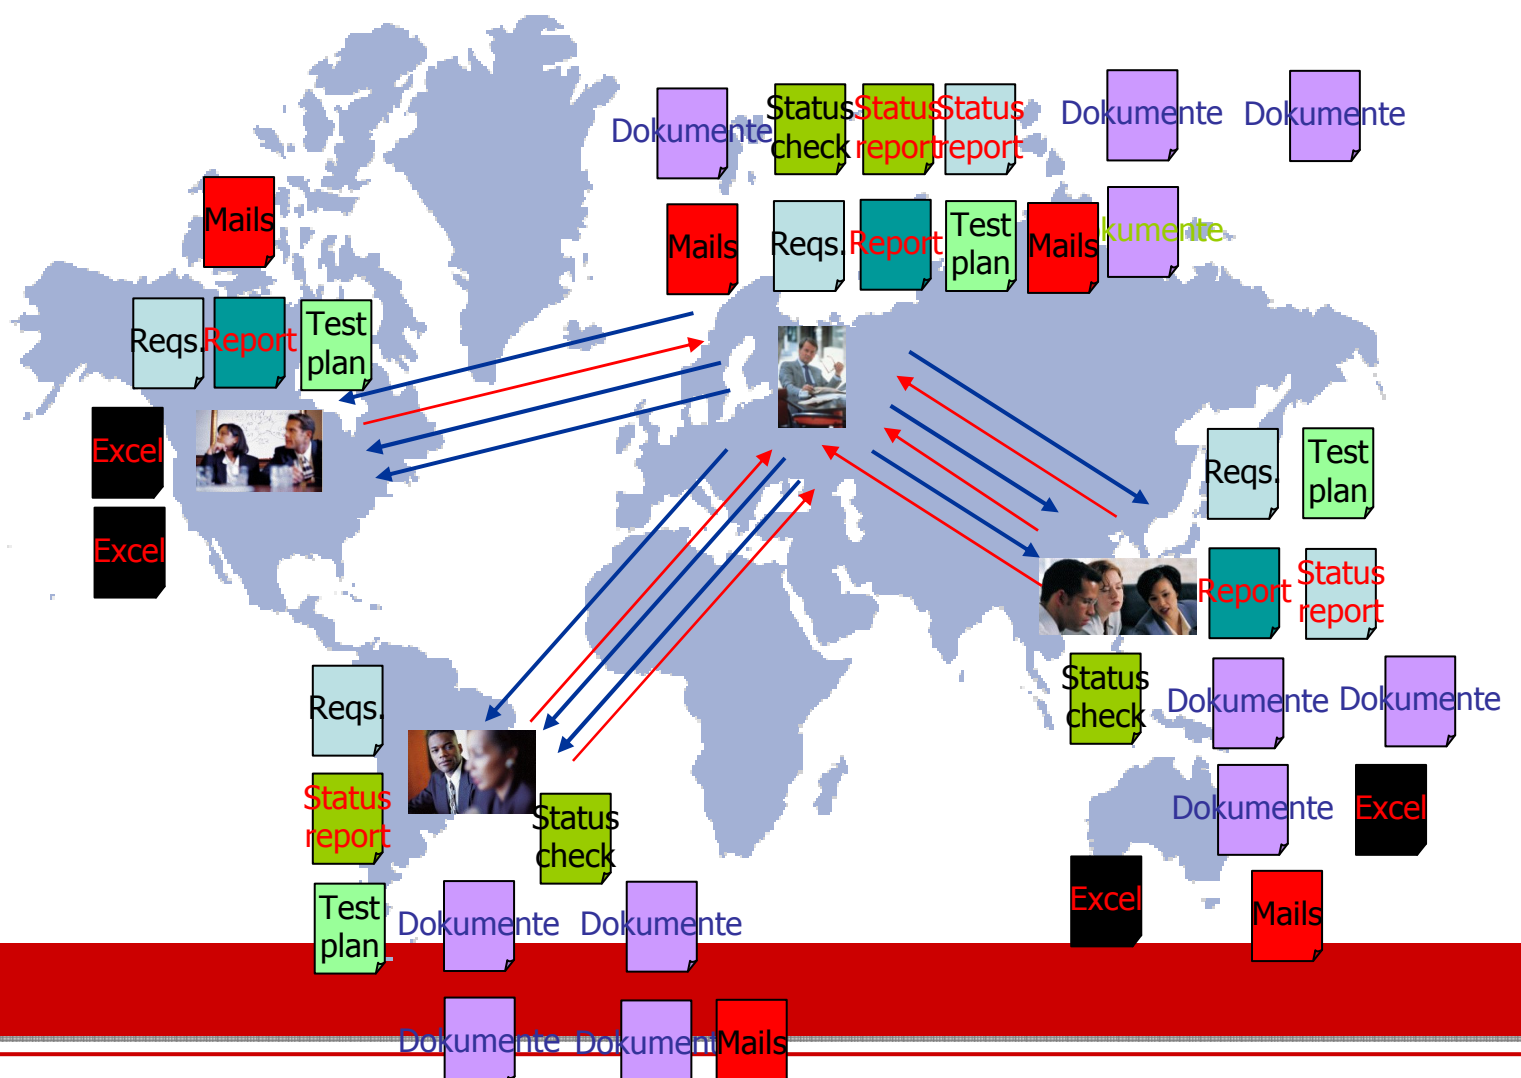 Dokumente
Status
check
Status
report
Status
report
Dokumente
Dokumente
Mails
Mails
Reqs.
Report
Test
plan
Mails
kumente
Reqs.
Report
Test
plan
Excel
Excel
Reqs.
Test
plan
Report
Status
report
Status
check
Dokumente
Dokumente
Dokumente
Excel
Excel
Mails
Reqs.
Status
report
Status
check
Test
plan
Dokumente
Dokumente
Dokumente
Dokument
Mails